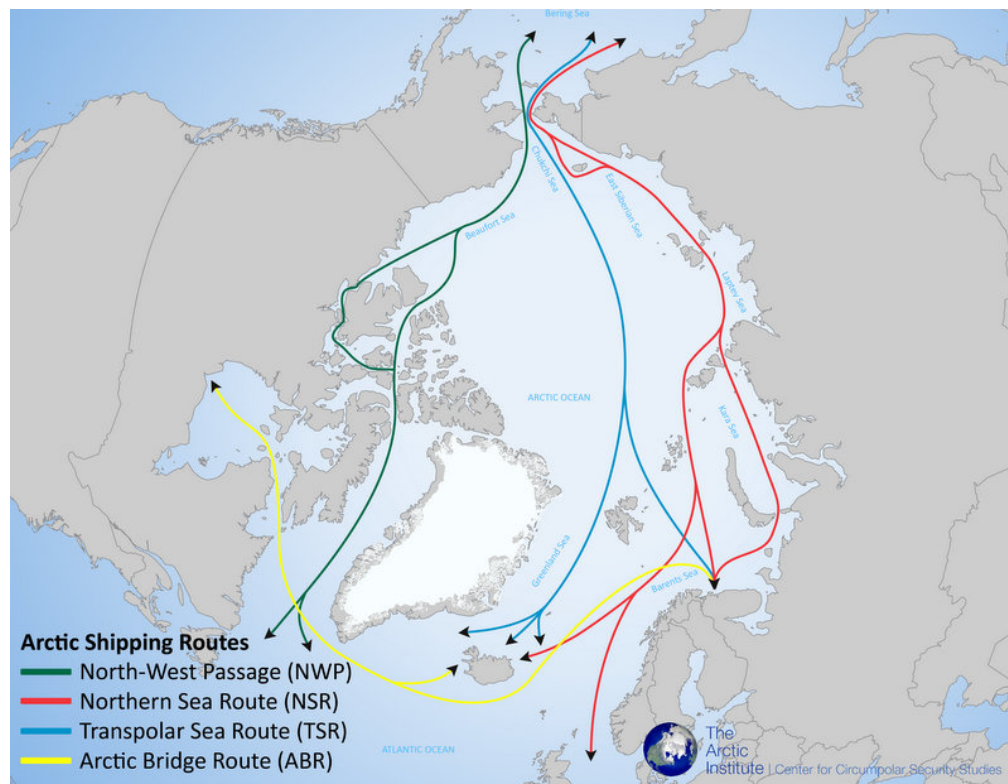 Bering Sea
Chukchi Sea
East Siberian Sea
Beaufort Sea
Laptev Sea
ARCTIC OCEAN
Kara Sea
Greenland Sea
Barents Sea
Arctic Shipping Routes
North-West Passage (NWP)
Northern Sea Route (NSR)
Transpolar Sea Route (TSR)
Arctic Bridge Route (ABR)
ATLANTIC OCEAN
The
Arctic
Institute | Center for Circumpolar Security Studies